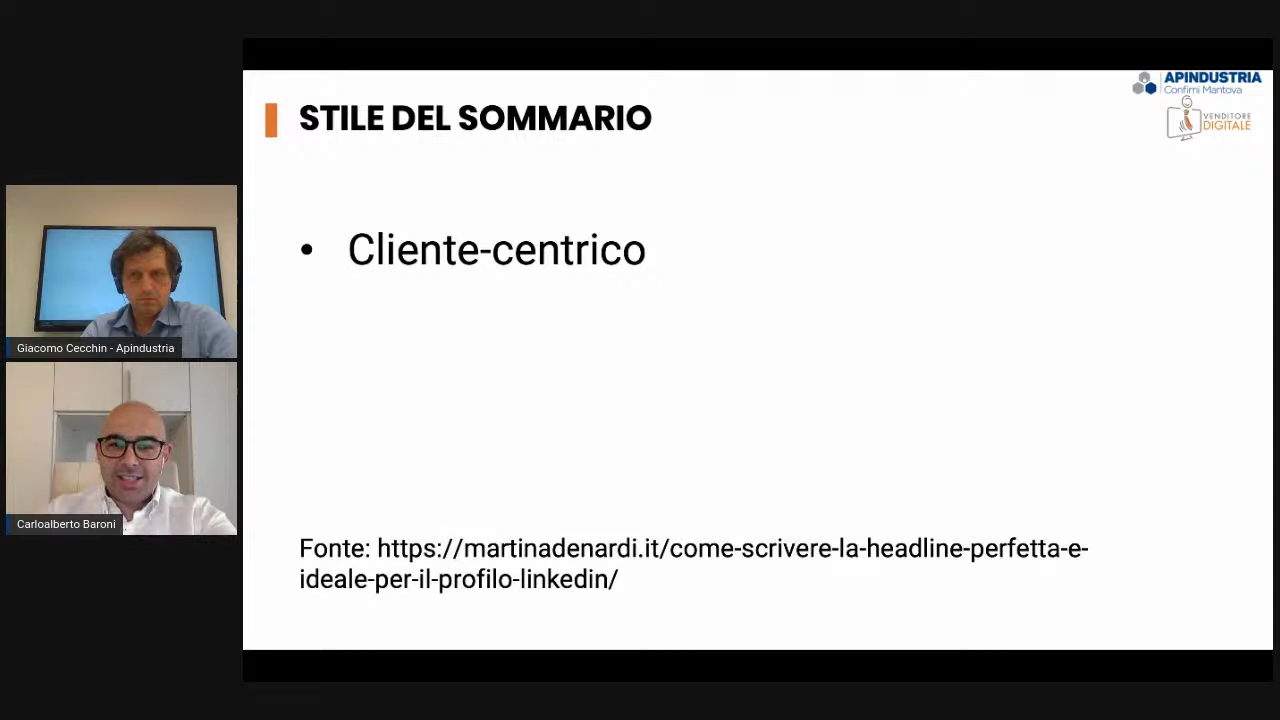 APINDUSTRIA
Confimi Mantova
VENDITORE
DIGITALE
STILE DEL SOMMARIO
• Cliente-centrico
Giacomo Cecchin - Apindustria
Carloalberto Baroni
Fonte: https://martinadenardi.it/come-scrivere-la-headline-perfetta-e-
ideale-per-il-profilo-linkedin/